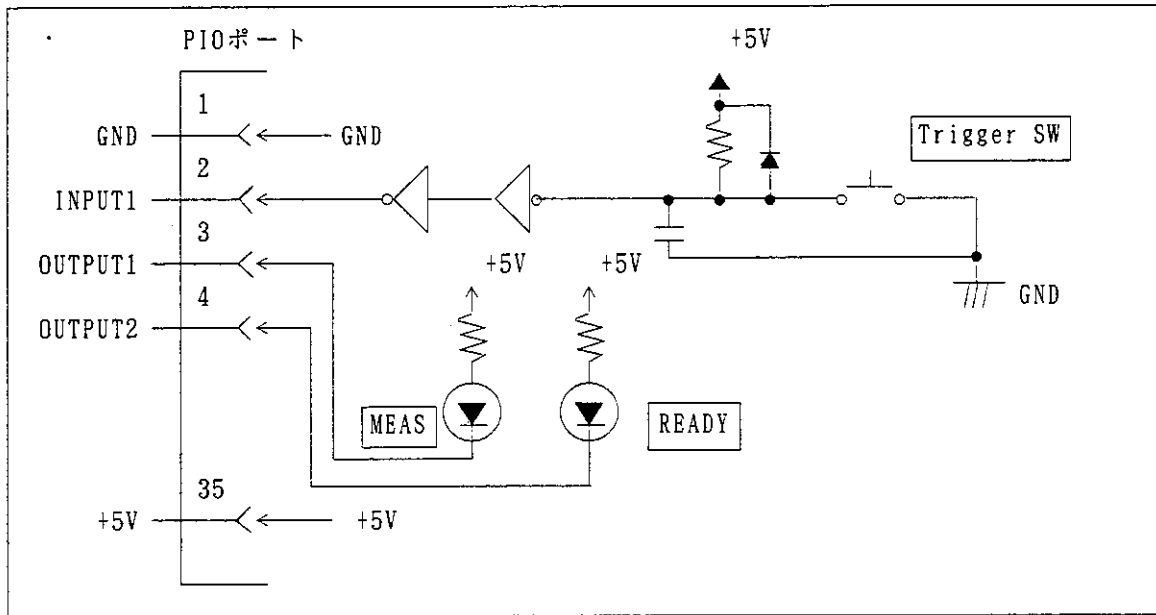 PIOポート
+5V
1
GND
GND
Trigger SW
2
INPUT1
3
OUTPUT1
+5V
+5V
4
GND
OUTPUT2
MEAS
READY
35
+5V
+5V